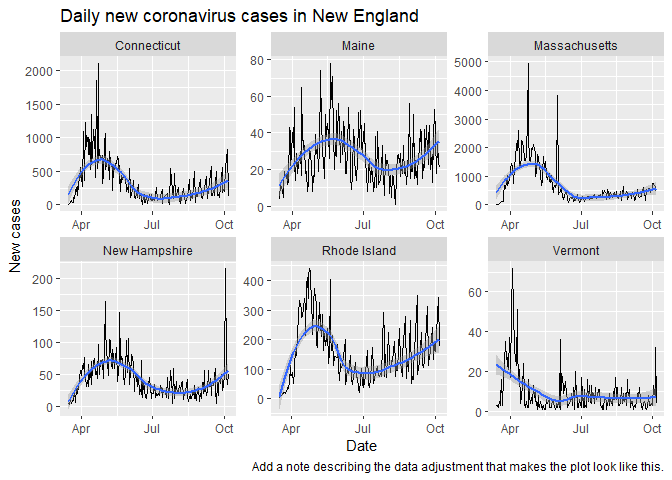 Daily new coronavirus cases in New England
Connecticut
Maine
Massachusetts
2000
1500
1000
500
0
80
60
40
20
0
5000
4000
3000
2000
1000
0
Apr Jul Oct
Apr Jul Oct
Apr Jul Oct
New cases
New Hampshire
Rhode Island
Vermont
200
150
100
50
0
400
300
200
100
0
60
40
20
0
Apr Jul Oct
Apr Jul Oct
Apr Jul Oct
Date
Add a note describing the data adjustment that makes the plot look like this.